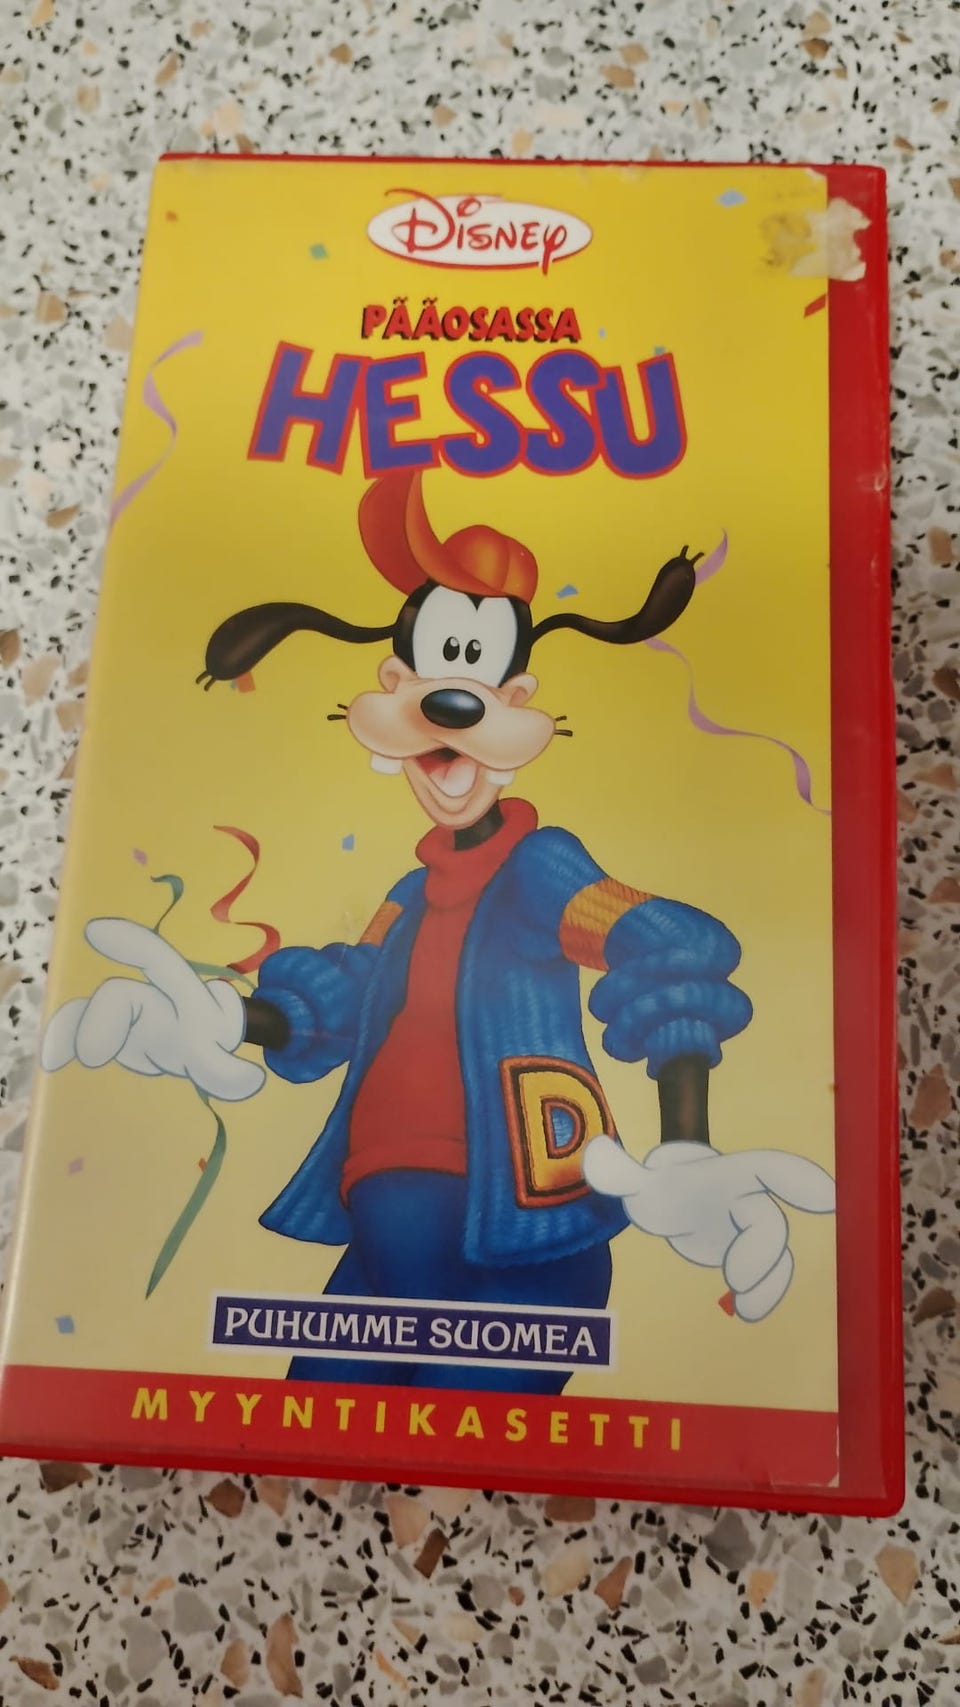 Disney
PÄÄOSASSA
HESSU
D
PUHUMME SUOMEA
MYYNTIKASETTI